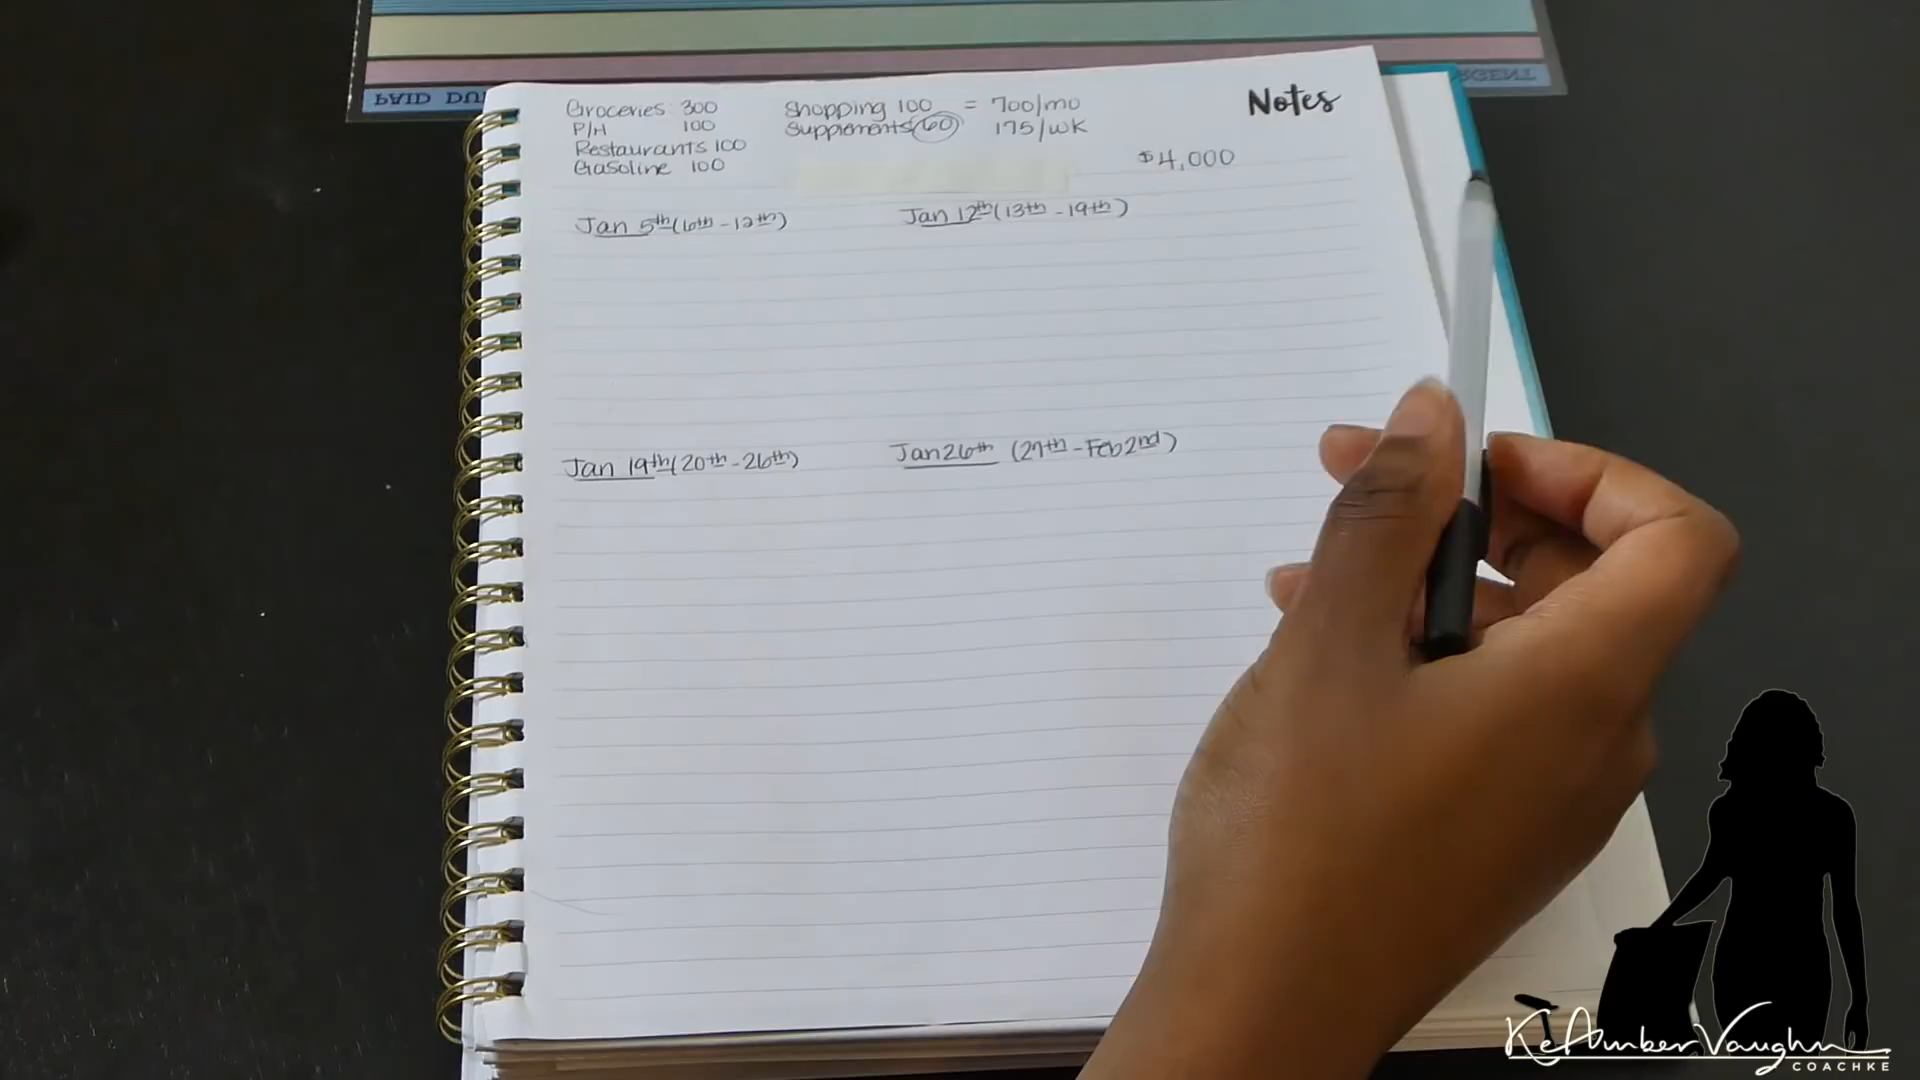 PAID DU
RGENT
Notes
Groceries 300
P/H 100
Restaurants 100
Gasoline 100
Shopping 100 = 700/mo
Supplements 60 175/wk
$4,000
Jan 5th (6th - 12th)
Jan 12th (13th - 19th)
Jan 19th (20th - 26th)
Jan 26th (27th - Feb 2nd)
KeAmber Vaughn
COACHKE